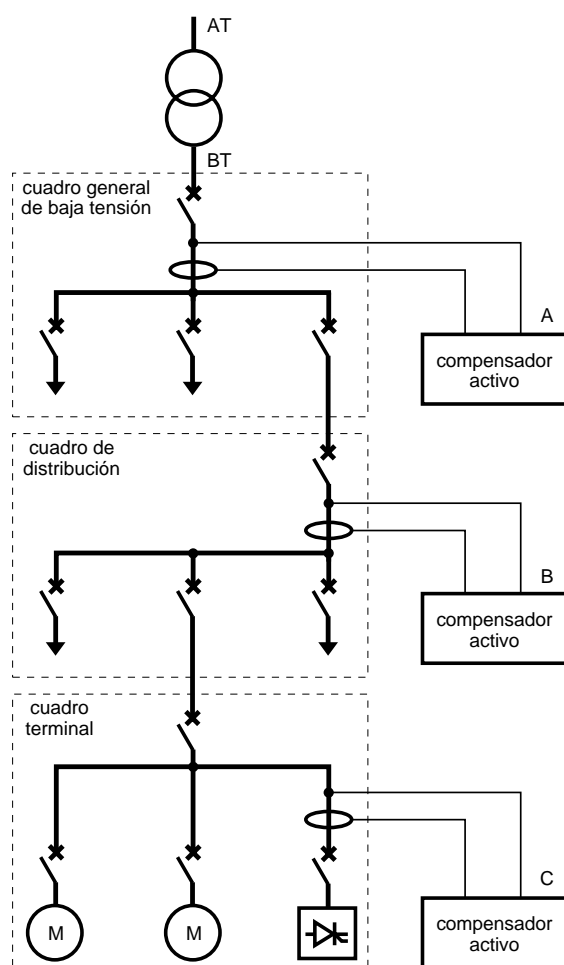 AT
BT
cuadro general
de baja tensión
A
compensador
activo
cuadro de
distribución
B
compensador
activo
cuadro
terminal
C
compensador
activo
M
M